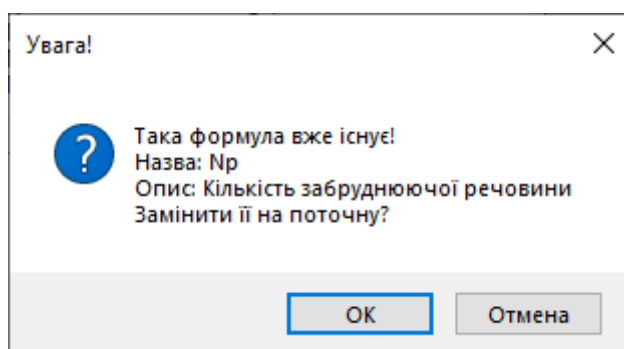 Увага!
Така формула вже існує!
Назва: Np
Опис: Кількість забруднюючої речовини
Замінити її на поточну?
ОК
Отмена